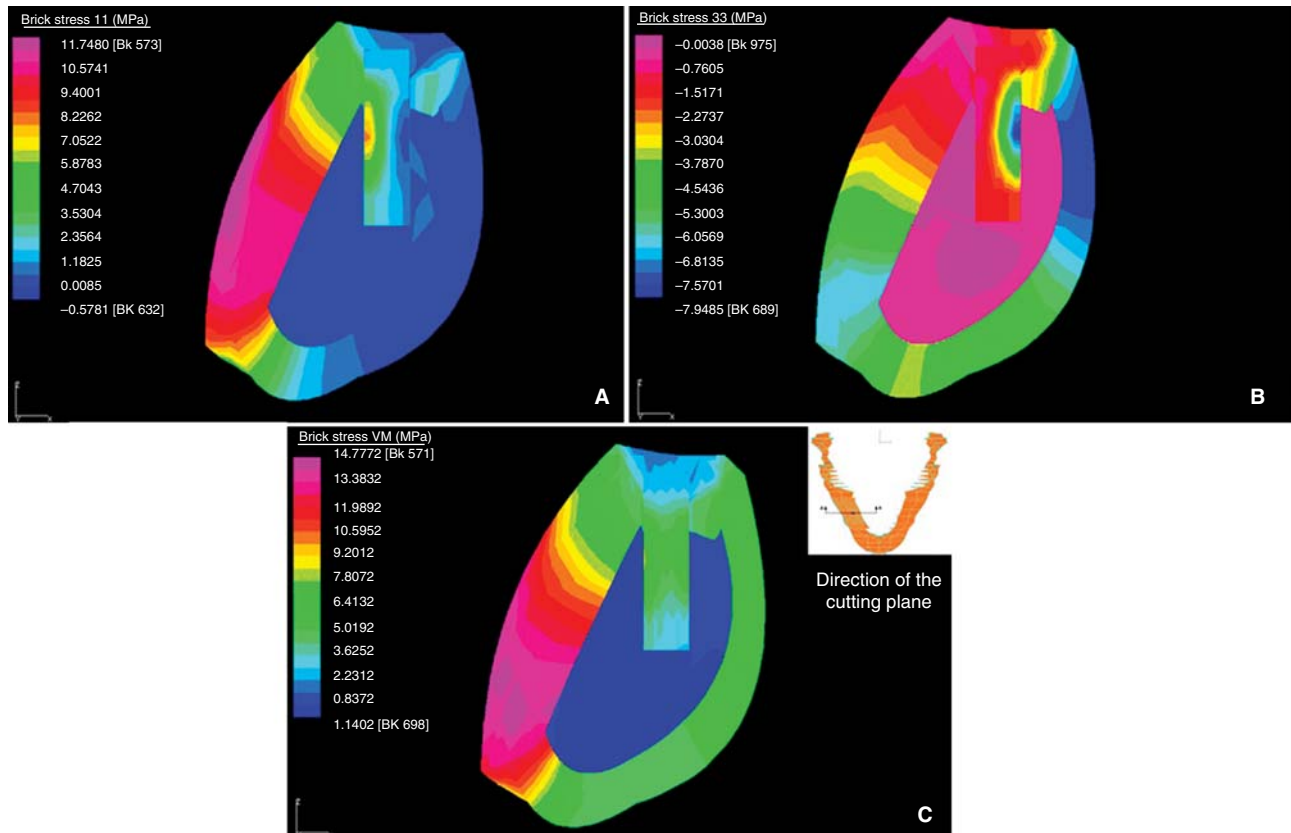 Brick stress 11 (MPa)
11.7480 [Bk 573]
10.5741
9.4001
8.2262
7.0522
5.8783
4.7043
3.5304
2.3564
1.1825
0.0085
−0.5781 [BK 632]
A
Brick stress 33 (MPa)
−0.0038 [Bk 975]
−0.7605
−1.5171
−2.2737
−3.0304
−3.7870
−4.5436
−5.3003
−6.0569
−6.8135
−7.5701
−7.9485 [BK 689]
B
Brick stress VM (MPa)
14.7772 [Bk 571]
13.3832
11.9892
10.5952
9.2012
7.8072
6.4132
5.0192
3.6252
2.2312
0.8372
1.1402 [BK 698]
C
Direction of the
cutting plane